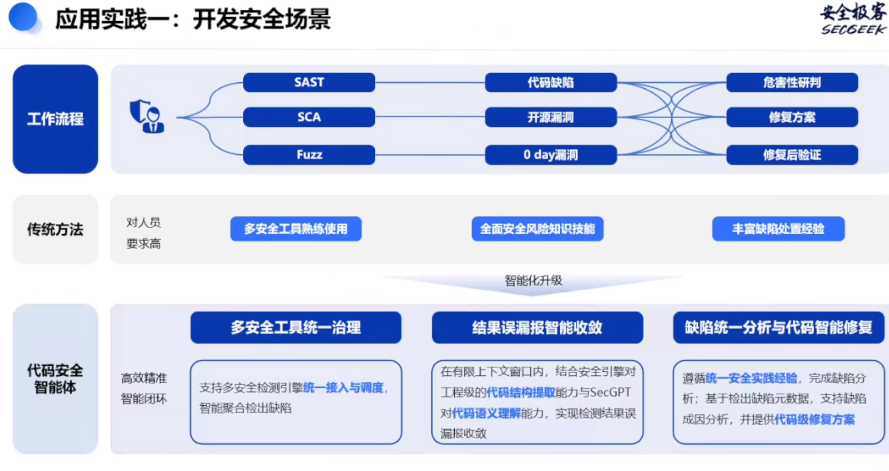 应用实践一：开发安全场景
安全极客
SECGEEK
工作流程
SAST
代码缺陷
危害性研判
SCA
开源漏洞
修复方案
Fuzz
0 day漏洞
修复后验证
传统方法
对人员
要求高
多安全工具熟练使用
全面安全风险知识技能
丰富缺陷处置经验
智能化升级
代码安全
智能体
高效精准
智能闭环
多安全工具统一治理
支持多安全检测引擎统一接入与调度，
智能聚合检出缺陷
结果误漏报智能收敛
在有限上下文窗口内，结合安全引擎对
工程级的代码结构提取能力与SecGPT
对代码语义理解能力，实现检测结果误
漏报收敛
缺陷统一分析与代码智能修复
遵循统一安全实践经验，完成缺陷分
析；基于检出缺陷元数据，支持缺陷
成因分析，并提供代码级修复方案